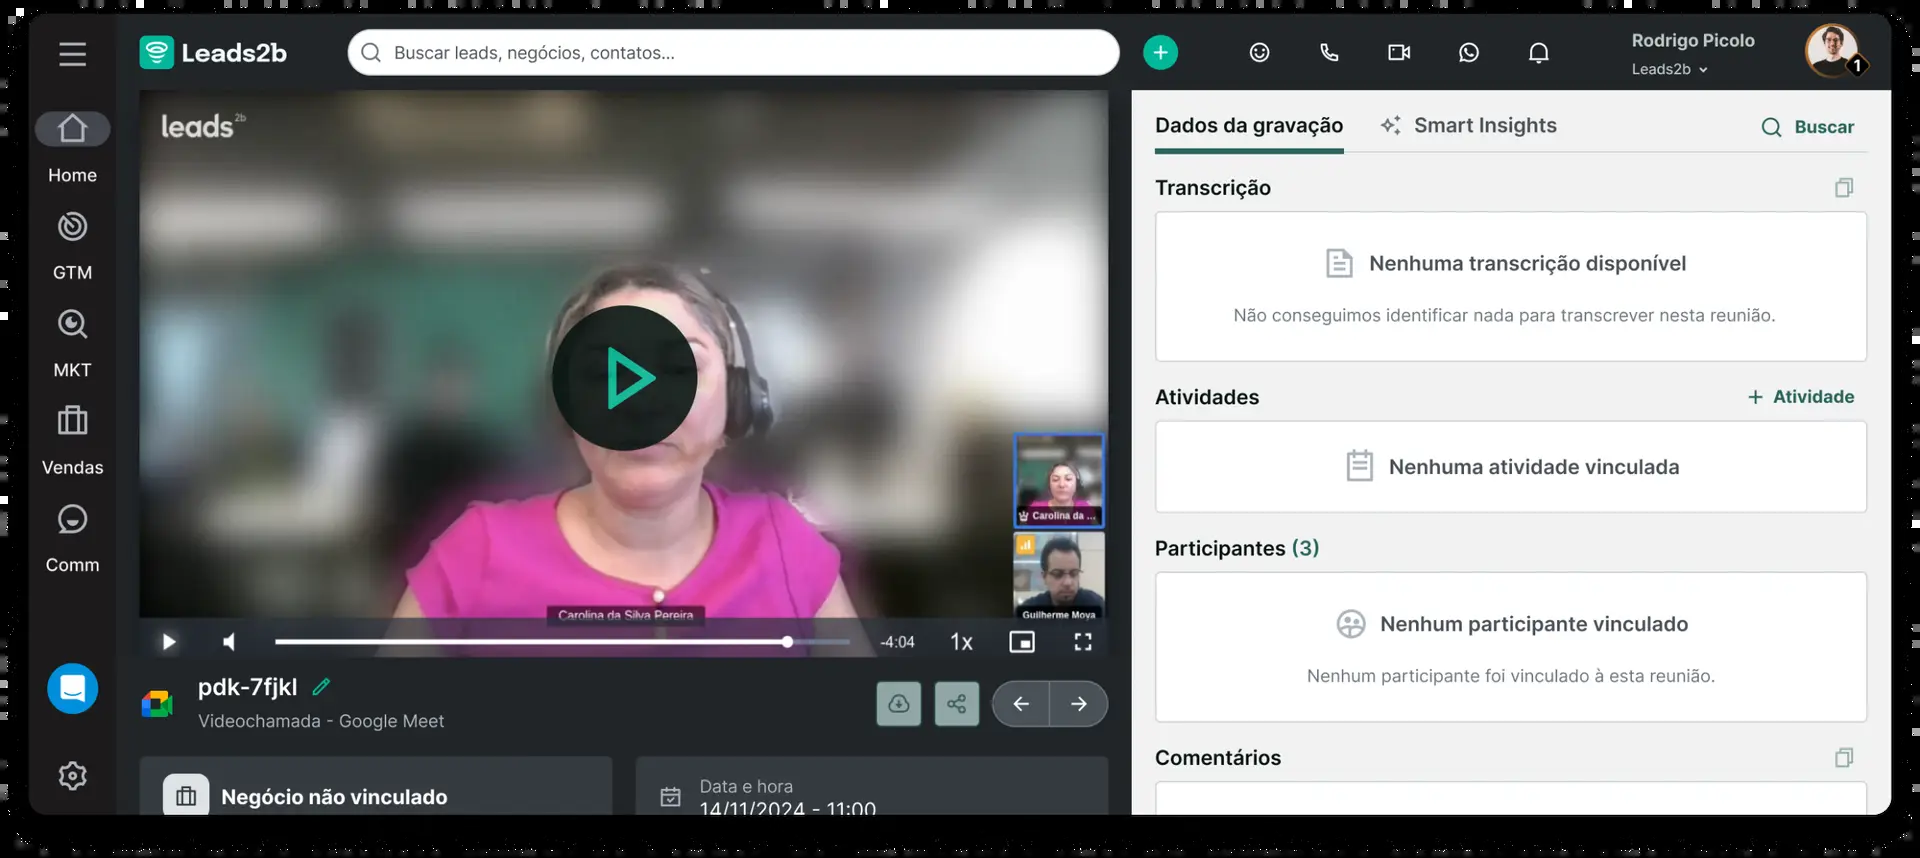 Leads2b
Buscar leads, negócios, contatos...
Rodrigo Picolo
Leads2b
1
Home
GTM
MKT
Vendas
Comm
leads2b
Carolina da ...
Guilherme Moya
Carolina da Silva Pereira
-4:04
1x
pdk-7fjkl
Videochamada - Google Meet
Negócio não vinculado
Data e hora
14/11/2024 - 11:00
Dados da gravação
Smart Insights
Buscar
Transcrição
Nenhuma transcrição disponível
Não conseguimos identificar nada para transcrever nesta reunião.
Atividades
+ Atividade
Nenhuma atividade vinculada
Participantes (3)
Nenhum participante vinculado
Nenhum participante foi vinculado à esta reunião.
Comentários